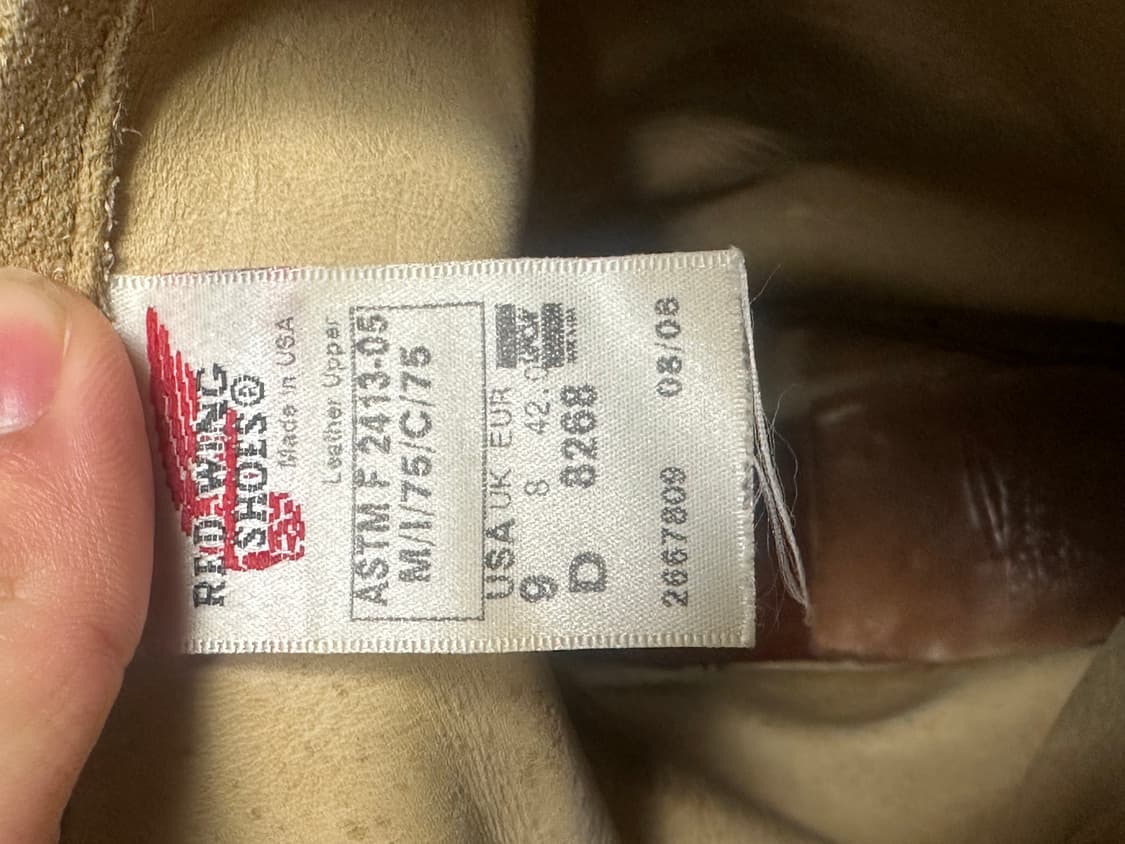 RED WING
SHOES®
Made in USA
Leather Upper
ASTM F 2413-05
M/I/75/C/75
USA UK EUR
9 8 42.0
D 8268
2667809 08/08